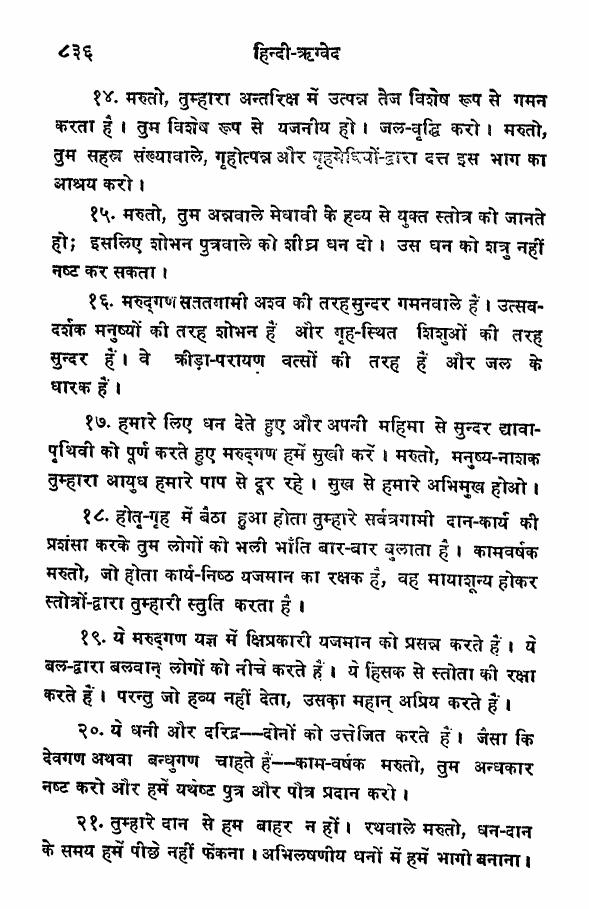 ८३६ हिन्दी-ऋग्वेद
१४. मरुतो, तुम्हारा अन्तरिक्ष में उत्पन्न तेज विशेष रूप से गमन
करता है। तुम विशेष रूप से यजनीय हो। जल-वृद्धि करो। मरुतो,
तुम सहस्र संख्यावाले, गृहोत्पन्न और गृहमेधियों-द्वारा दत्त इस भाग का
आश्रय करो।
१५. मरुतो, तुम अन्नवाले मेधावी के हव्य से युक्त स्तोत्र को जानते
हो; इसलिए शोभन पुत्रवाले को शीघ्र धन दो। उस धन को शत्रु नहीं
नष्ट कर सकता।
१६. मरुद्गण सततगामी अश्व की तरह सुन्दर गमनवाले हैं। उत्सव-
दर्शक मनुष्यों की तरह शोभन हैं और गृह-स्थित शिशुओं की तरह
सुन्दर हैं। वे क्रीड़ा-परायण वत्सों की तरह हैं और जल के
धारक हैं।
१७. हमारे लिए धन देते हुए और अपनी महिमा से सुन्दर द्यावा-
पृथिवी को पूर्ण करते हुए मरुद्गण हमें सुखी करें। मरुतो, मनुष्य-नाशक
तुम्हारा आयुध हमारे पाप से दूर रहे। सुख से हमारे अभिमुख होओ।
१८. होतृ-गृह में बैठा हुआ होता तुम्हारे सर्वत्रगामी दान-कार्य की
प्रशंसा करके तुम लोगों को भली भाँति बार-बार बुलाता है। कामवर्षक
मरुतो, जो होता कार्य-निष्ठ यजमान का रक्षक है, वह मायाशून्य होकर
स्तोत्रों-द्वारा तुम्हारी स्तुति करता है।
१९. ये मरुद्गण यज्ञ में क्षिप्रकारी यजमान को प्रसन्न करते हैं। ये
बल-द्वारा बलवान् लोगों को नीचे करते हैं। ये हिंसक से स्तोता की रक्षा
करते हैं। परन्तु जो हव्य नहीं देता, उसका महान् अप्रिय करते हैं।
२०. ये धनी और दरिद्र--दोनों को उत्तेजित करते हैं। जैसा कि
देवगण अथवा बन्धुगण चाहते हैं--काम-वर्षक मरुतो, तुम अन्धकार
नष्ट करो और हमें यथेष्ट पुत्र और पौत्र प्रदान करो।
२१. तुम्हारे दान से हम बाहर न हों। रथवाले मरुतो, धन-दान
के समय हमें पीछे नहीं फेंकना। अभिलषणीय धनों में हमें भागी बनाना।